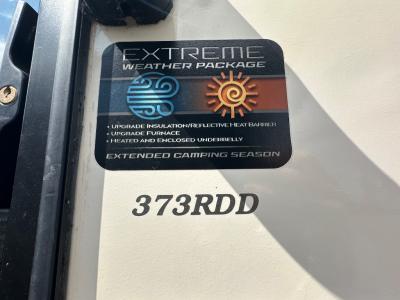 EXTREME
WEATHER PACKAGE
• UPGRADE INSULATION/REFLECTIVE HEAT BARRIER
• UPGRADE FURNACE
• HEATED AND ENCLOSED UNDERBELLY
EXTENDED CAMPING SEASON
373RDD